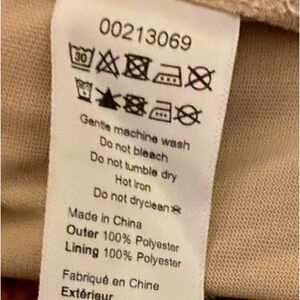 00213069
30
Gentle machine wash
Do not bleach
Do not tumble dry
Hot iron
Do not dryclean
Made in China
Outer 100% Polyester
Lining 100% Polyester
Fabriqué en Chine
Extérieur